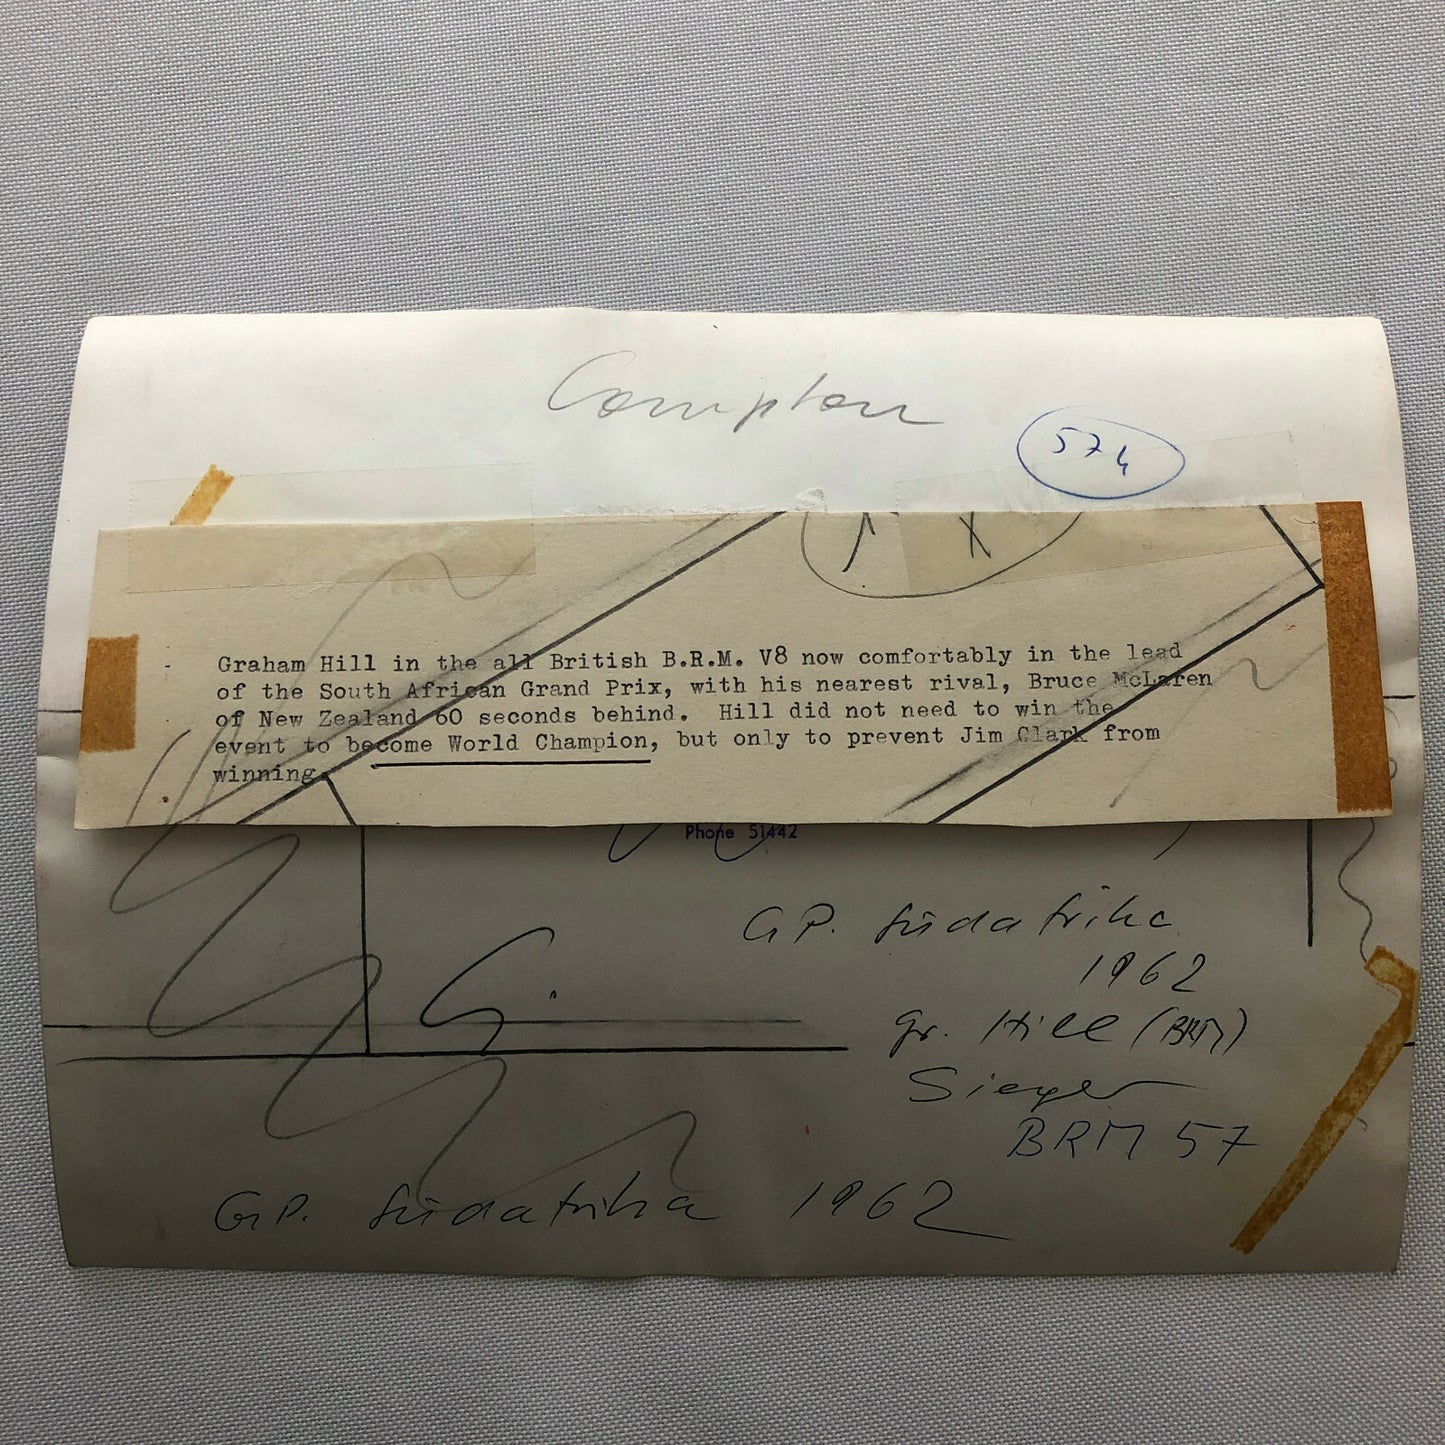 Compton
574
X
Graham Hill in the all British B.R.M. V8 now comfortably in the lead
of the South African Grand Prix, with his nearest rival, Bruce McLaren
of New Zealand 60 seconds behind. Hill did not need to win the
event to become World Champion, but only to prevent Jim Clark from
winning.
Phone 51442
GP. Südafrika
1962
Gr. Hill (BRM)
Sieger
BRM 57
GP. Südafrika 1962